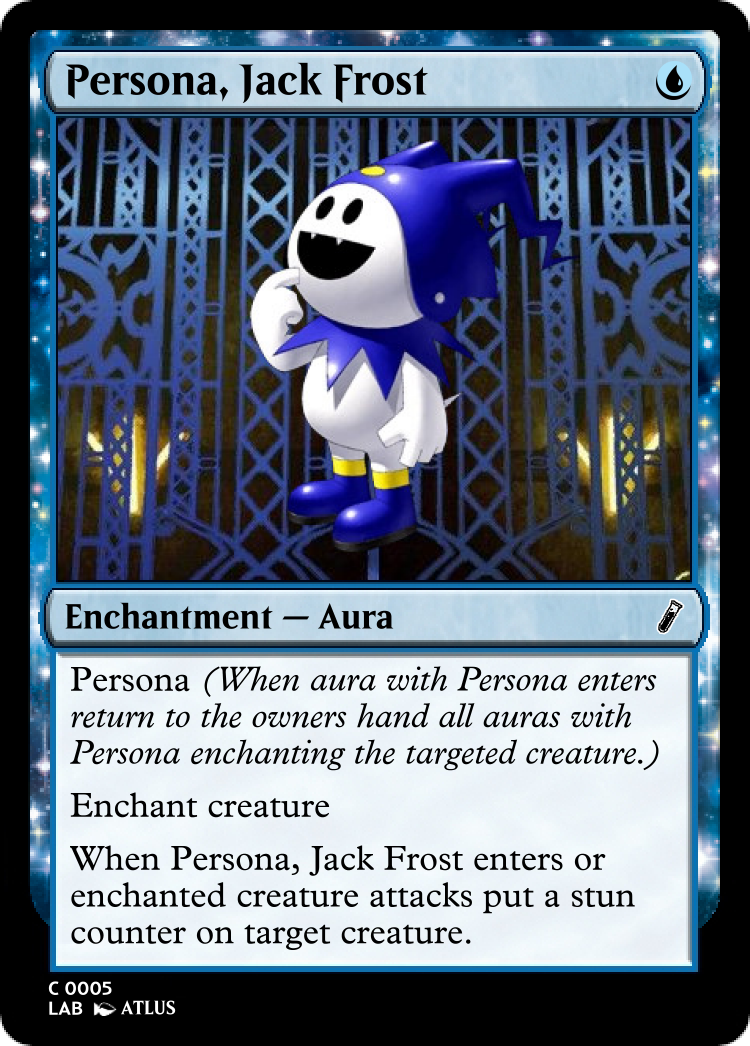 Persona, Jack Frost
Enchantment — Aura
Persona (When aura with Persona enters
return to the owners hand all auras with
Persona enchanting the targeted creature.)
Enchant creature
When Persona, Jack Frost enters or
enchanted creature attacks put a stun
counter on target creature.
C 0005
LAB ATLUS